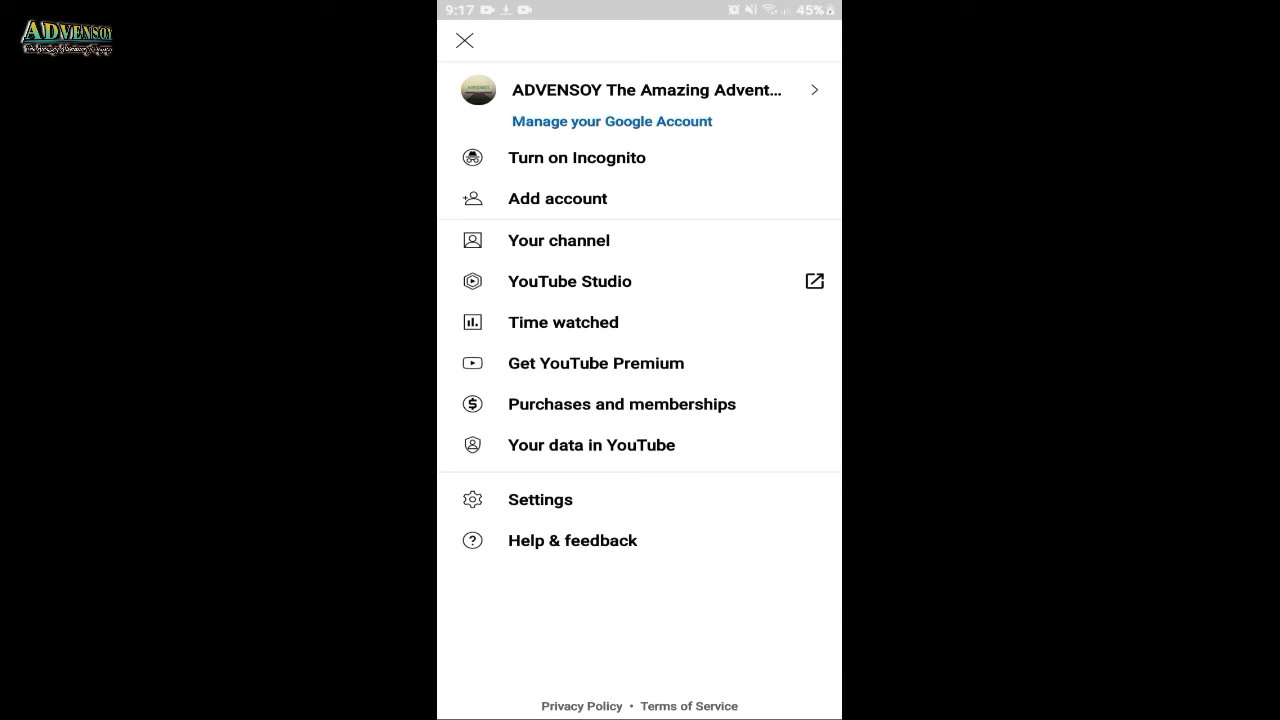 ADVENSOY
9:17 45%
ADVENSOY The Amazing Advent...
Manage your Google Account
Turn on Incognito
Add account
Your channel
YouTube Studio
Time watched
Get YouTube Premium
Purchases and memberships
Your data in YouTube
Settings
Help & feedback
Privacy Policy • Terms of Service